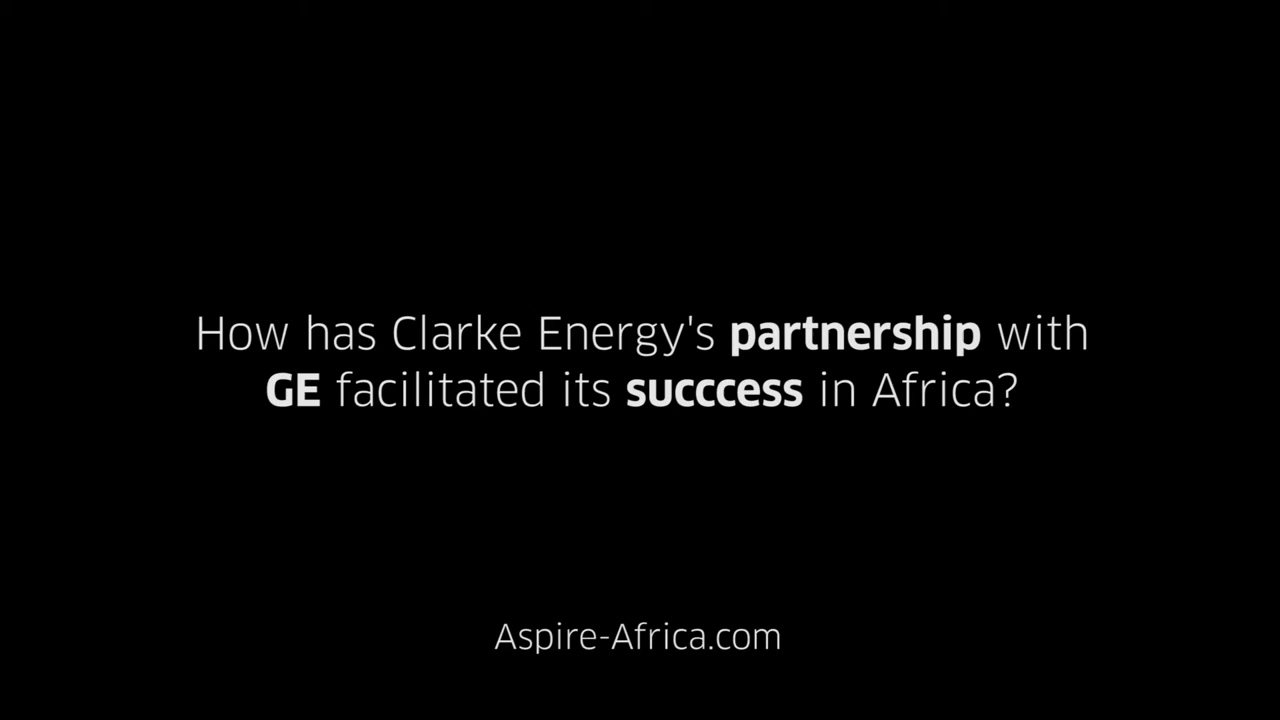 How has Clarke Energy's partnership with
GE facilitated its succcess in Africa?
Aspire-Africa.com